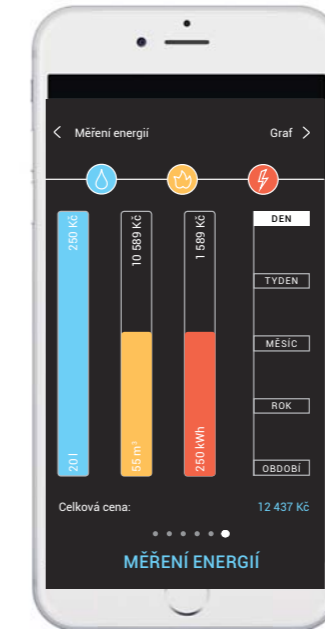 Měření energií
Graf
250 Kč
10 589 Kč
1 589 Kč
20 l
55 m³
250 kWh
DEN
TYDEN
MĚSÍC
ROK
OBDOBÍ
Celková cena:
12 437 Kč
MĚŘENÍ ENERGIÍ